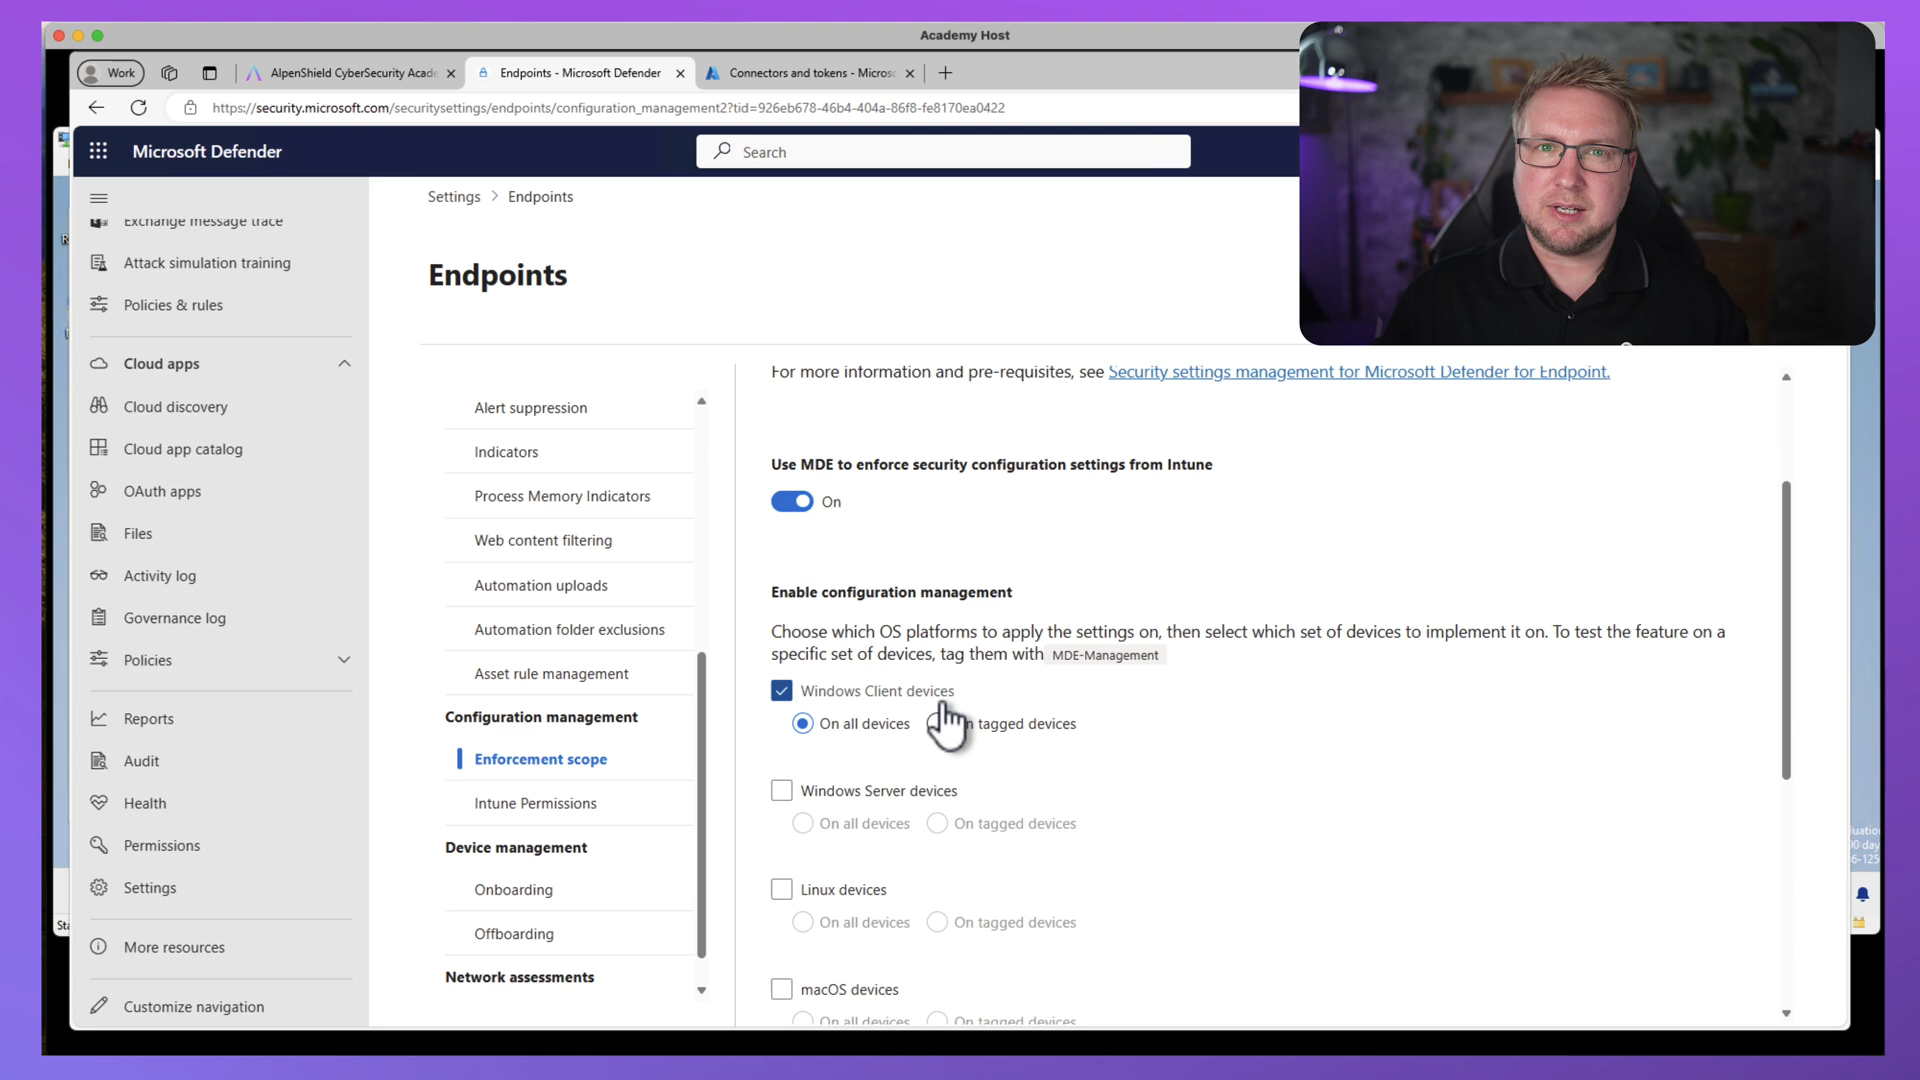 Academy Host
Work
AlpenShield CyberSecurity Acade
Endpoints - Microsoft Defender
Connectors and tokens - Micros
https://security.microsoft.com/securitysettings/endpoints/configuration_management2?tid=926eb678-46b4-404a-86f8-fe8170ea0422
Microsoft Defender
Search
Exchange message trace
Attack simulation training
Policies & rules
Cloud apps
Cloud discovery
Cloud app catalog
OAuth apps
Files
Activity log
Governance log
Policies
Reports
Audit
Health
Permissions
Settings
More resources
Customize navigation
Settings > Endpoints
Endpoints
Alert suppression
Indicators
Process Memory Indicators
Web content filtering
Automation uploads
Automation folder exclusions
Asset rule management
Configuration management
Enforcement scope
Intune Permissions
Device management
Onboarding
Offboarding
Network assessments
For more information and pre-requisites, see Security settings management for Microsoft Defender for Endpoint.
Use MDE to enforce security configuration settings from Intune
On
Enable configuration management
Choose which OS platforms to apply the settings on, then select which set of devices to implement it on. To test the feature on a
specific set of devices, tag them with MDE-Management
Windows Client devices
On all devices n tagged devices
Windows Server devices
On all devices On tagged devices
Linux devices
On all devices On tagged devices
macOS devices
On all devices On tagged devices